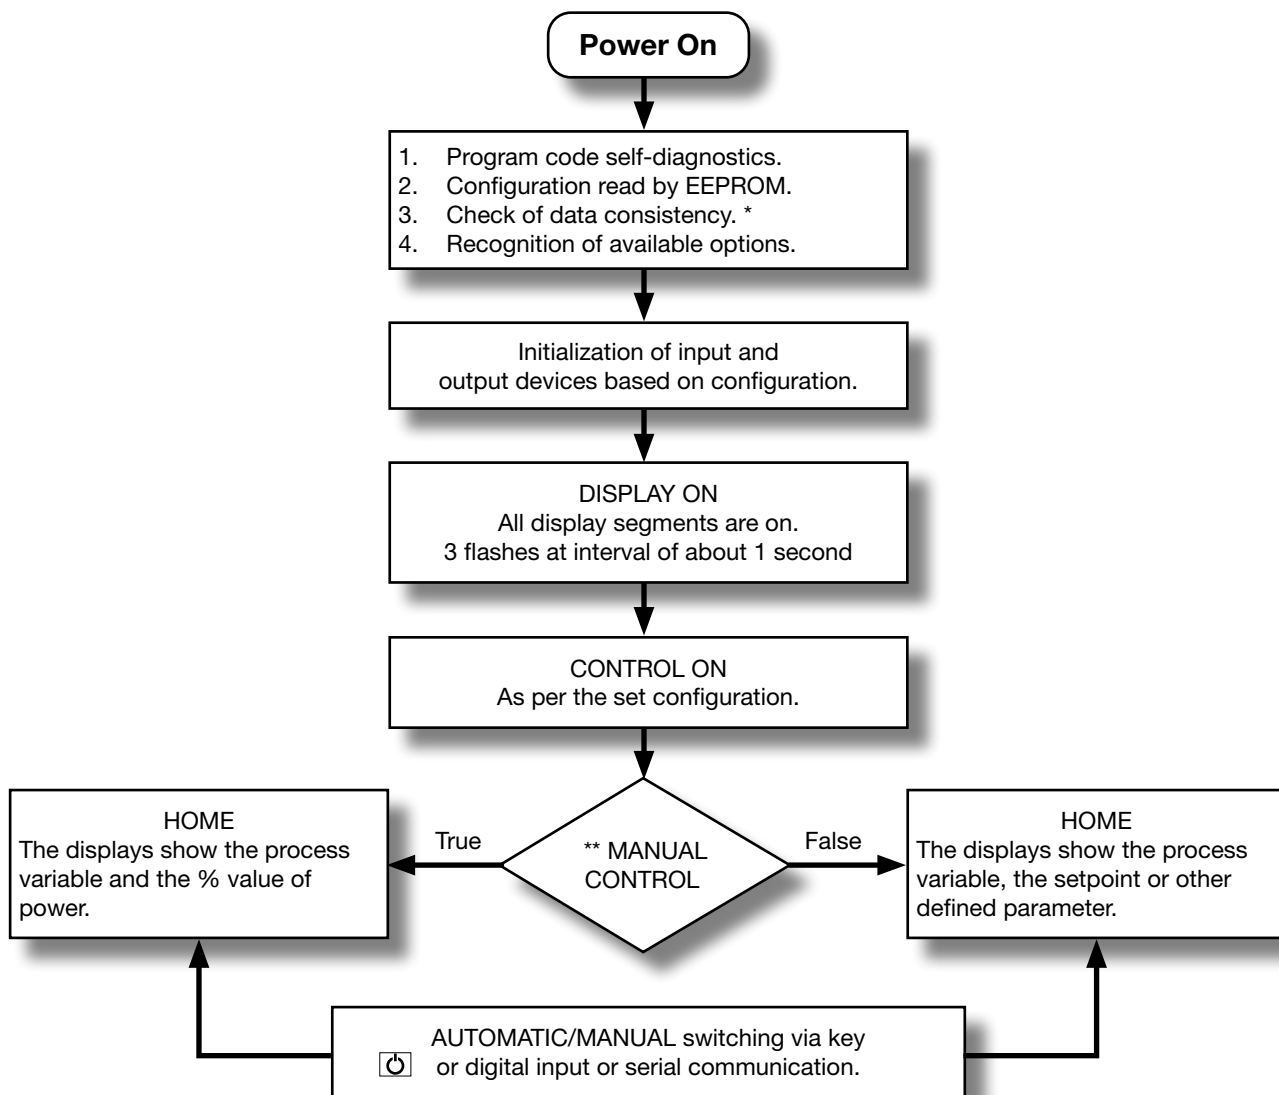 Power On
1. Program code self-diagnostics.
2. Configuration read by EEPROM.
3. Check of data consistency. *
4. Recognition of available options.
Initialization of input and
output devices based on configuration.
DISPLAY ON
All display segments are on.
3 flashes at interval of about 1 second
CONTROL ON
As per the set configuration.
HOME
The displays show the process
variable and the % value of
power.
True
** MANUAL
CONTROL
False
HOME
The displays show the process
variable, the setpoint or other
defined parameter.
AUTOMATIC/MANUAL switching via key
or digital input or serial communication.